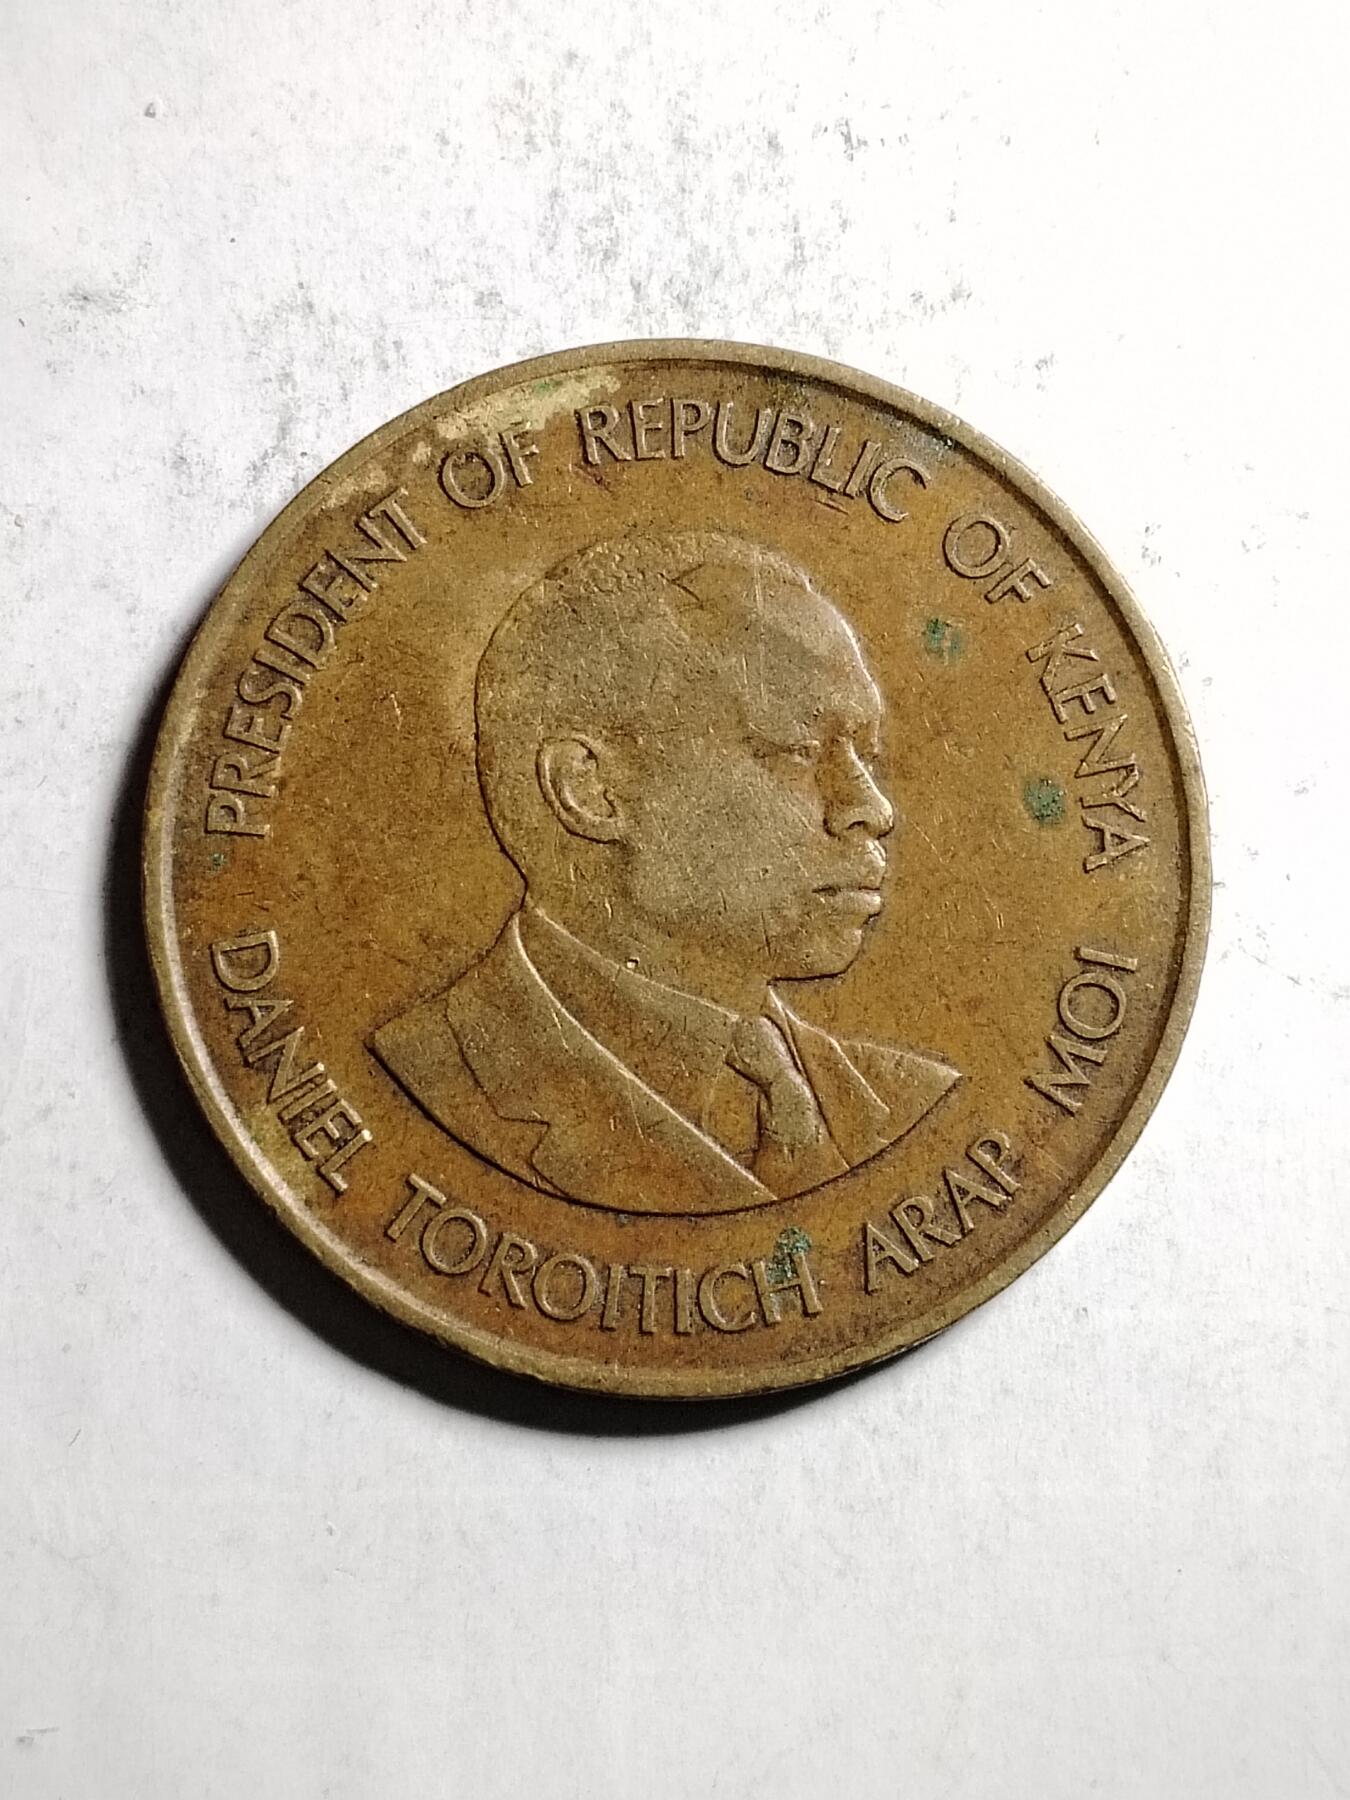 PRESIDENT OF REPUBLIC OF KENYA
DANIEL TOROITICH ARAP MOI